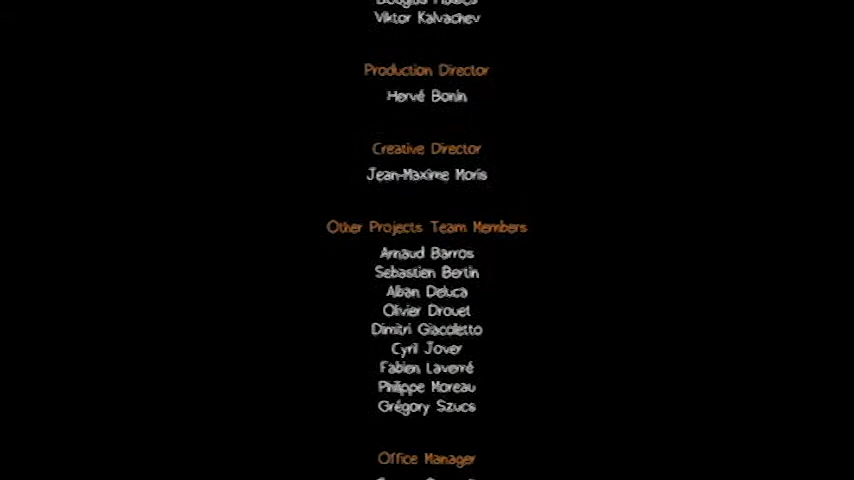 Viktor Kalvachev
Production Director
Hervé Bonin
Creative Director
Jean-Maxime Moris
Other Projects Team Members
Arnaud Barros
Sebastien Bertin
Alban Deluca
Olivier Drouet
Dimitri Giacoletto
Cyril Jover
Fabien Laverré
Philippe Moreau
Grégory Szucs
Office Manager